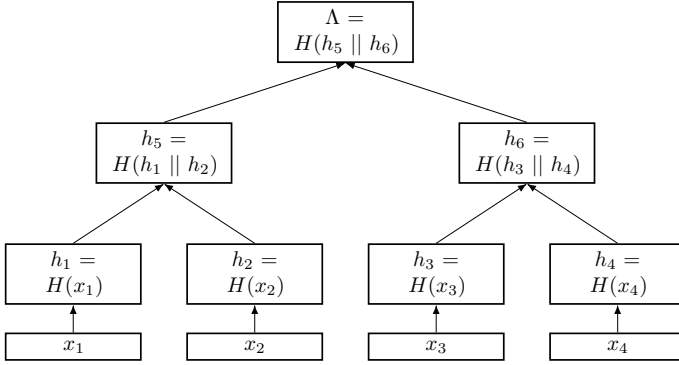 Λ =
H(h₅ || h₆)
h₅ =
H(h₁ || h₂)
h₆ =
H(h₃ || h₄)
h₁ =
H(x₁)
h₂ =
H(x₂)
h₃ =
H(x₃)
h₄ =
H(x₄)
x₁
x₂
x₃
x₄